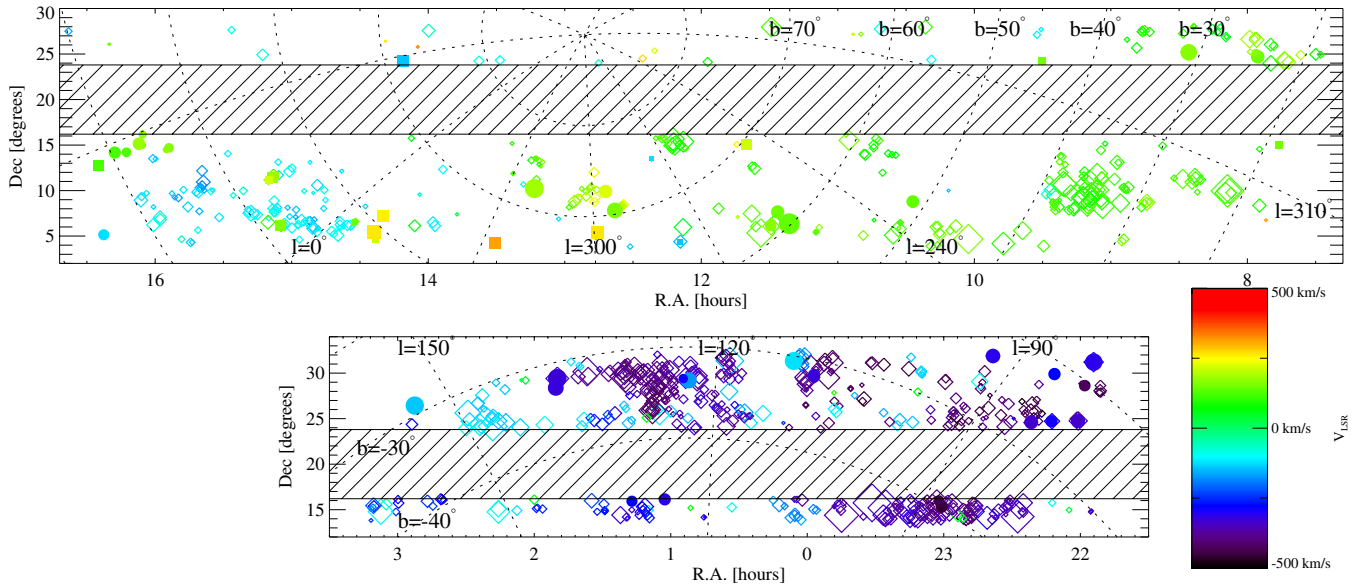 30
b=70°
b=60°
b=50°
b=40°
b=30°
25
20
15
10
5
Dec [degrees]
l=0°
l=300°
l=240°
l=310°
16
14
12
10
8
R.A. [hours]
500 km/s
0 km/s
-500 km/s
V_LSR
l=150°
l=120°
l=90°
30
25
20
15
Dec [degrees]
b=-30°
b=-40°
3
2
1
0
23
22
R.A. [hours]